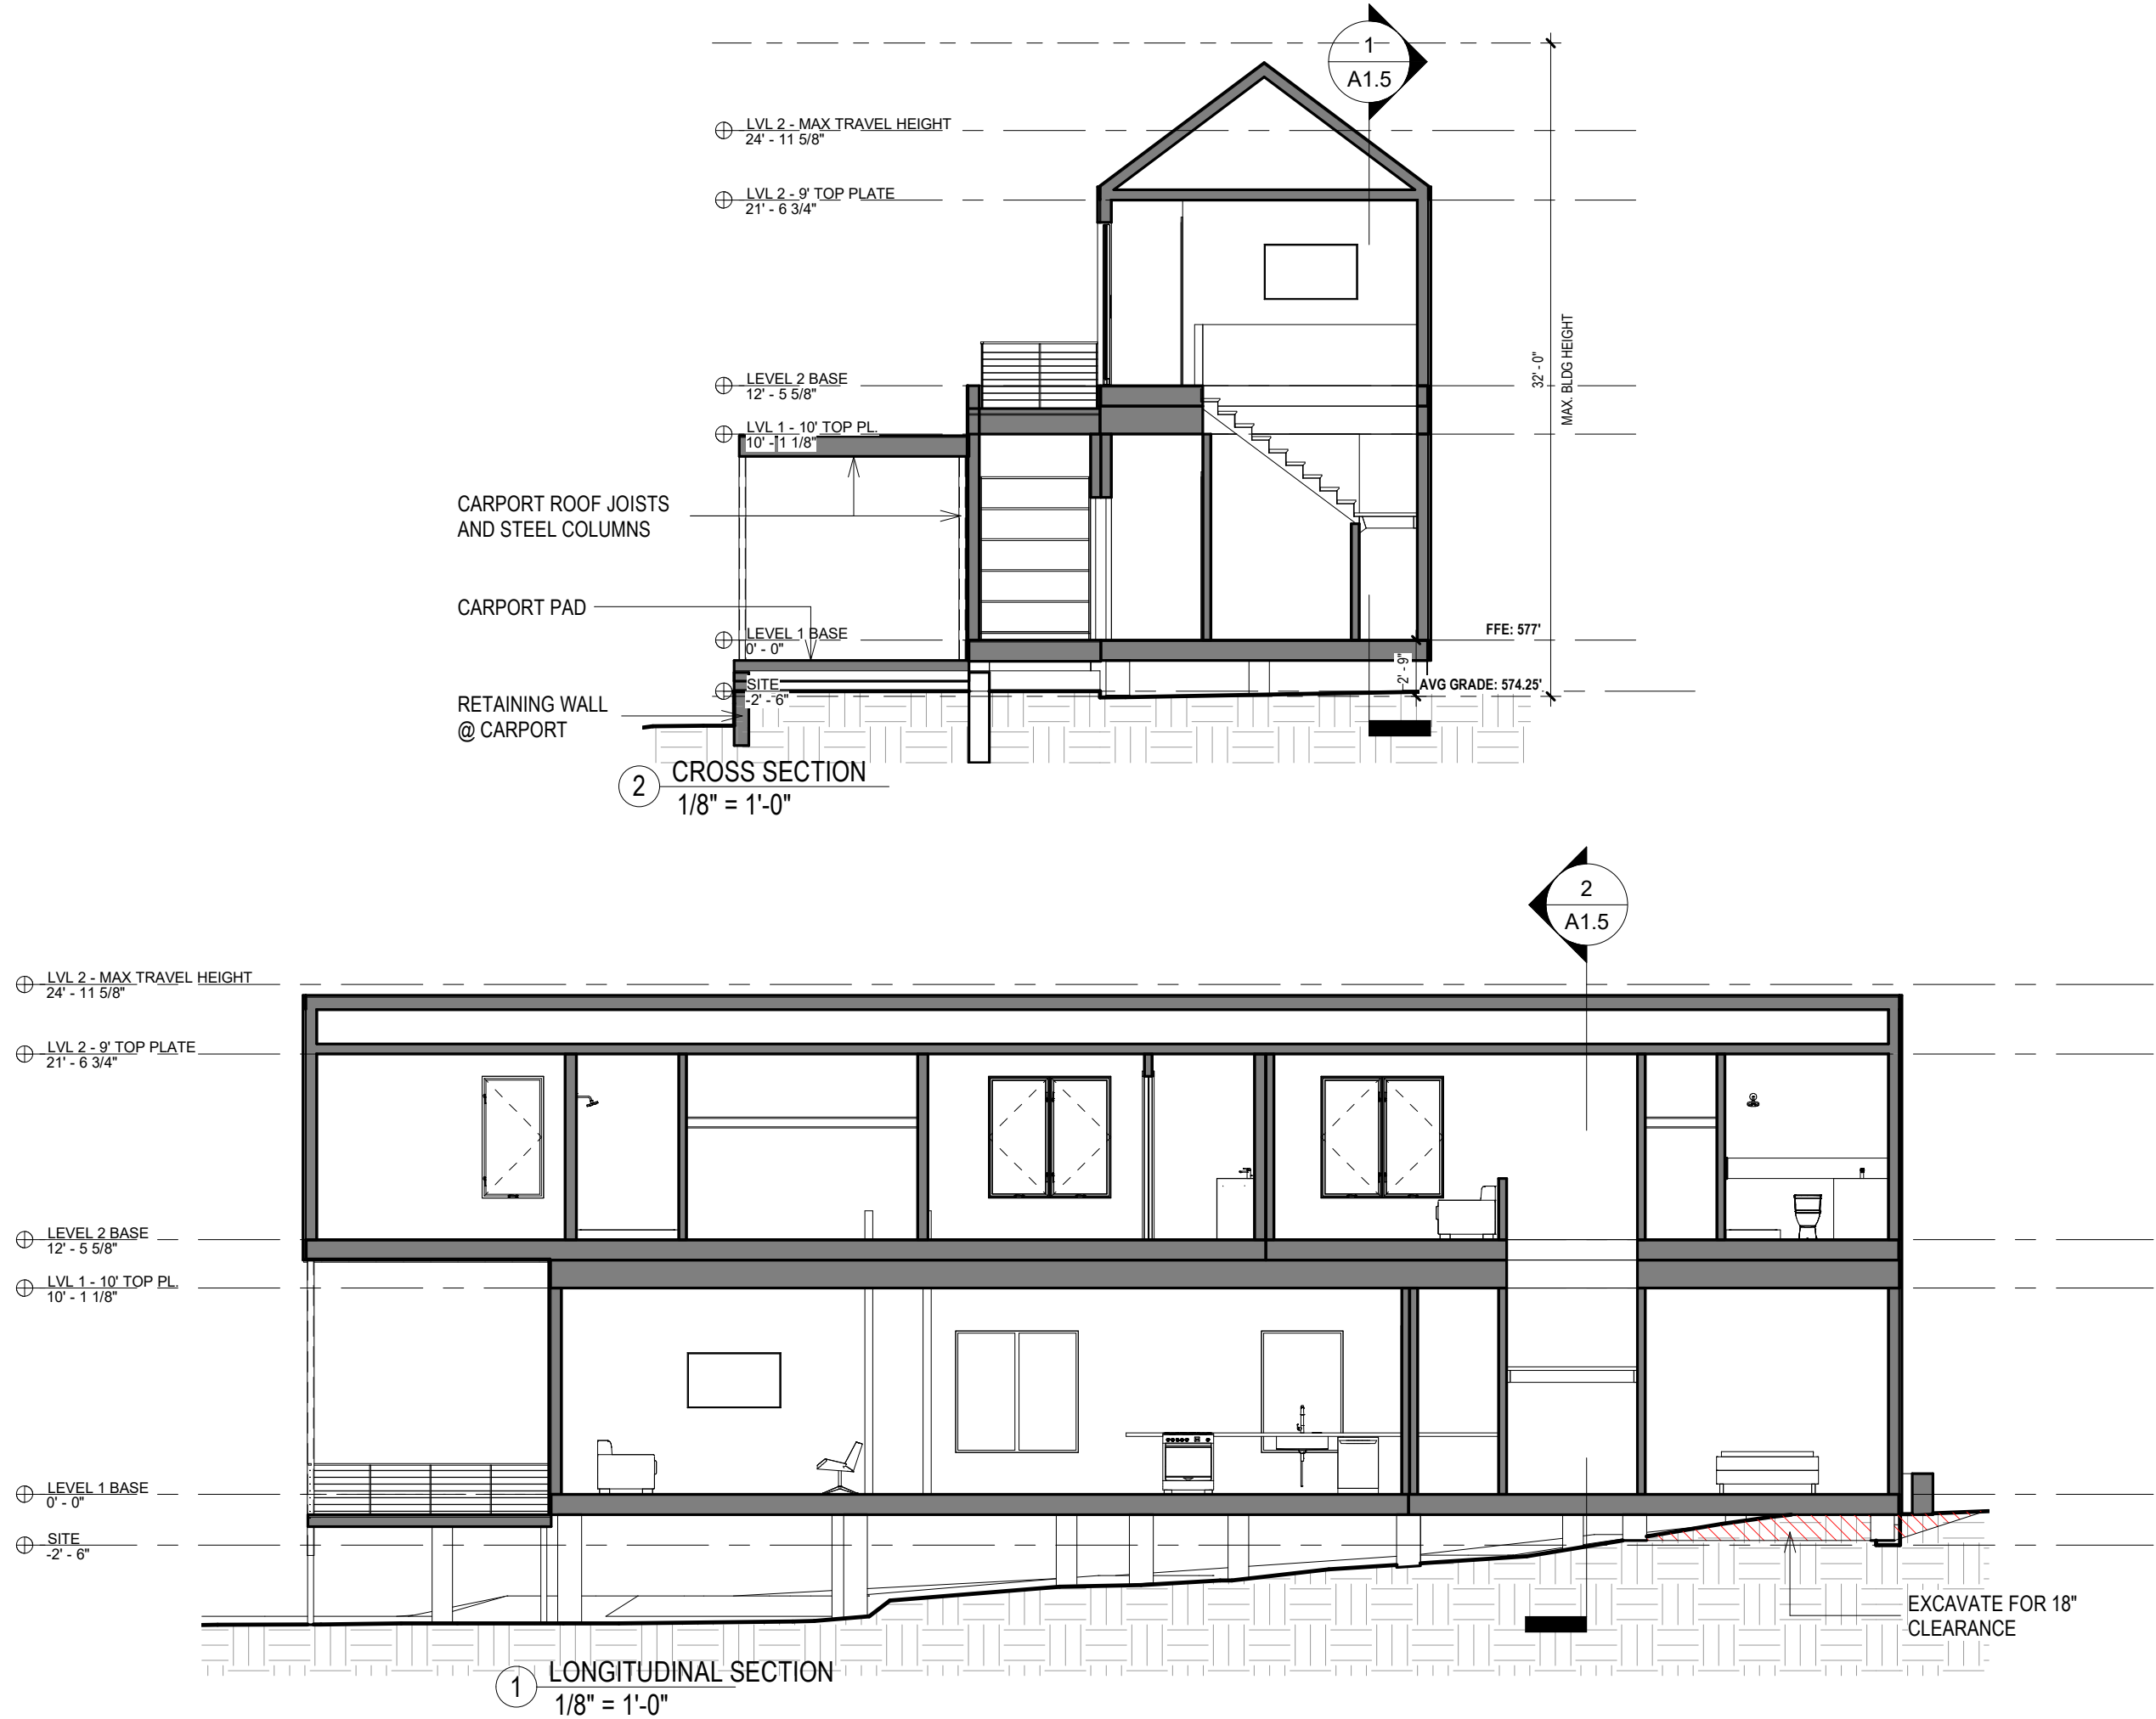 1
A1.5
LVL 2 - MAX TRAVEL HEIGHT
24' - 11 5/8"
LVL 2 - 9' TOP PLATE
21' - 6 3/4"
32' - 0"
MAX. BLDG HEIGHT
LEVEL 2 BASE
12' - 5 5/8"
LVL 1 - 10' TOP PL.
10' - 1 1/8"
CARPORT ROOF JOISTS
AND STEEL COLUMNS
CARPORT PAD
LEVEL 1 BASE
0' - 0"
FFE: 577'
2' - 9"
SITE
-2' - 6"
AVG GRADE: 574.25'
RETAINING WALL
@ CARPORT
2
CROSS SECTION
1/8" = 1'-0"
2
A1.5
LVL 2 - MAX TRAVEL HEIGHT
24' - 11 5/8"
LVL 2 - 9' TOP PLATE
21' - 6 3/4"
LEVEL 2 BASE
12' - 5 5/8"
LVL 1 - 10' TOP PL.
10' - 1 1/8"
LEVEL 1 BASE
0' - 0"
SITE
-2' - 6"
EXCAVATE FOR 18"
CLEARANCE
1
LONGITUDINAL SECTION
1/8" = 1'-0"